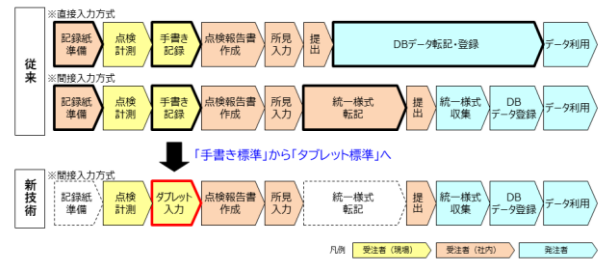 ※直接入力方式
従来
記録紙
準備
点検
計測
手書き
記録
点検報告書
作成
所見
入力
提出
DBデータ転記・登録
データ利用
※間接入力方式
記録紙
準備
点検
計測
手書き
記録
点検報告書
作成
所見
入力
統一様式
転記
提出
統一様式
収集
DB
データ登録
データ利用
「手書き標準」から「タブレット標準」へ
※間接入力方式
新技術
記録紙
準備
点検
計測
タブレット
入力
点検報告書
作成
所見
入力
統一様式
転記
提出
統一様式
収集
DB
データ登録
データ利用
凡例
受注者（現場）
受注者（社内）
発注者